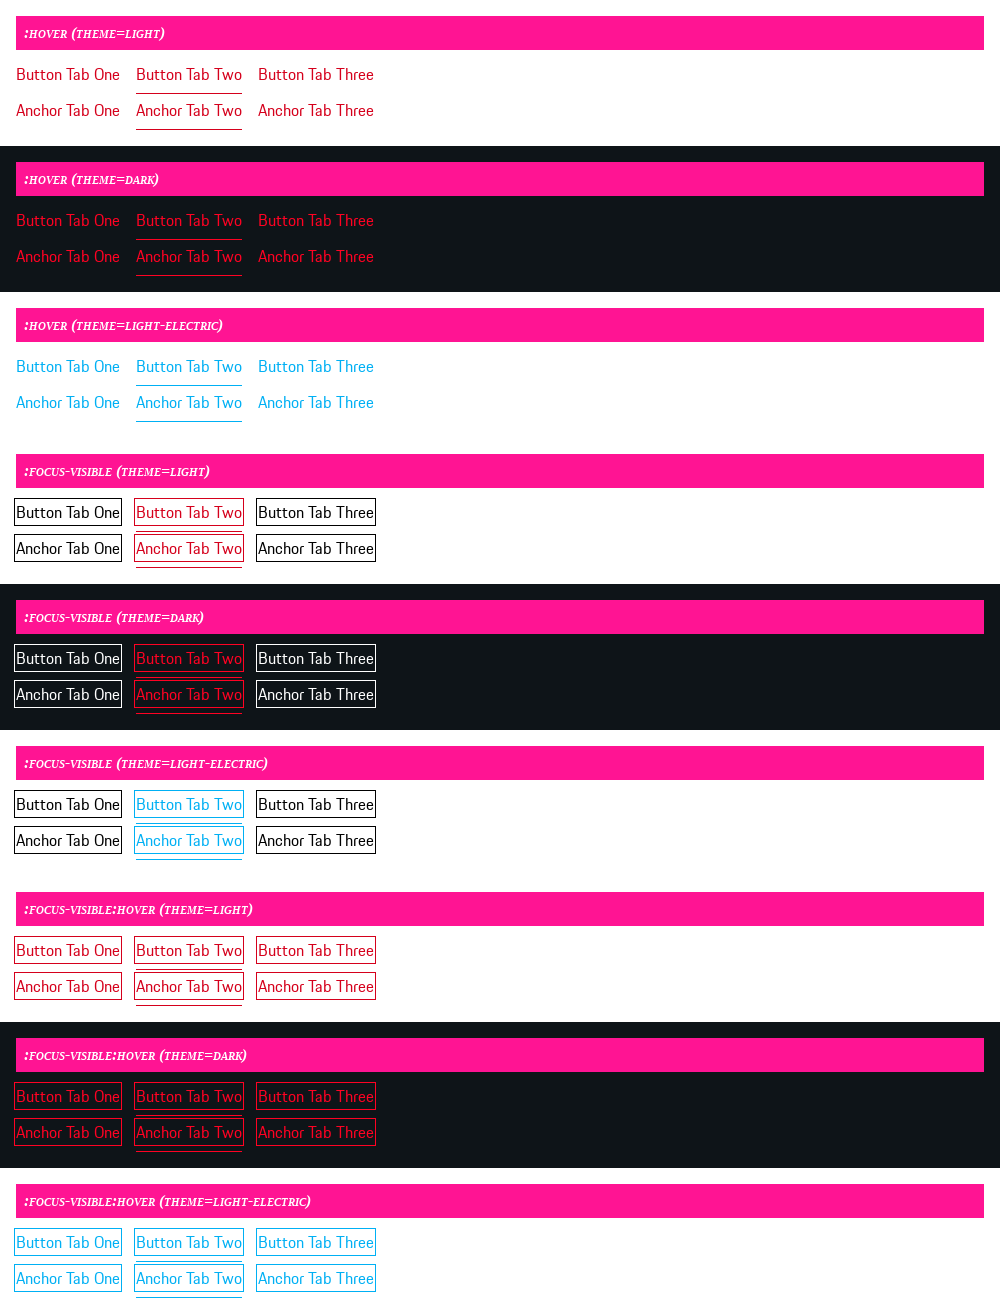 :hover (theme=light)
Button Tab One Button Tab Two Button Tab Three
Anchor Tab One Anchor Tab Two Anchor Tab Three
:hover (theme=dark)
Button Tab One Button Tab Two Button Tab Three
Anchor Tab One Anchor Tab Two Anchor Tab Three
:hover (theme=light-electric)
Button Tab One Button Tab Two Button Tab Three
Anchor Tab One Anchor Tab Two Anchor Tab Three
:focus-visible (theme=light)
Button Tab One Button Tab Two Button Tab Three
Anchor Tab One Anchor Tab Two Anchor Tab Three
:focus-visible (theme=dark)
Button Tab One Button Tab Two Button Tab Three
Anchor Tab One Anchor Tab Two Anchor Tab Three
:focus-visible (theme=light-electric)
Button Tab One Button Tab Two Button Tab Three
Anchor Tab One Anchor Tab Two Anchor Tab Three
:focus-visible:hover (theme=light)
Button Tab One Button Tab Two Button Tab Three
Anchor Tab One Anchor Tab Two Anchor Tab Three
:focus-visible:hover (theme=dark)
Button Tab One Button Tab Two Button Tab Three
Anchor Tab One Anchor Tab Two Anchor Tab Three
:focus-visible:hover (theme=light-electric)
Button Tab One Button Tab Two Button Tab Three
Anchor Tab One Anchor Tab Two Anchor Tab Three